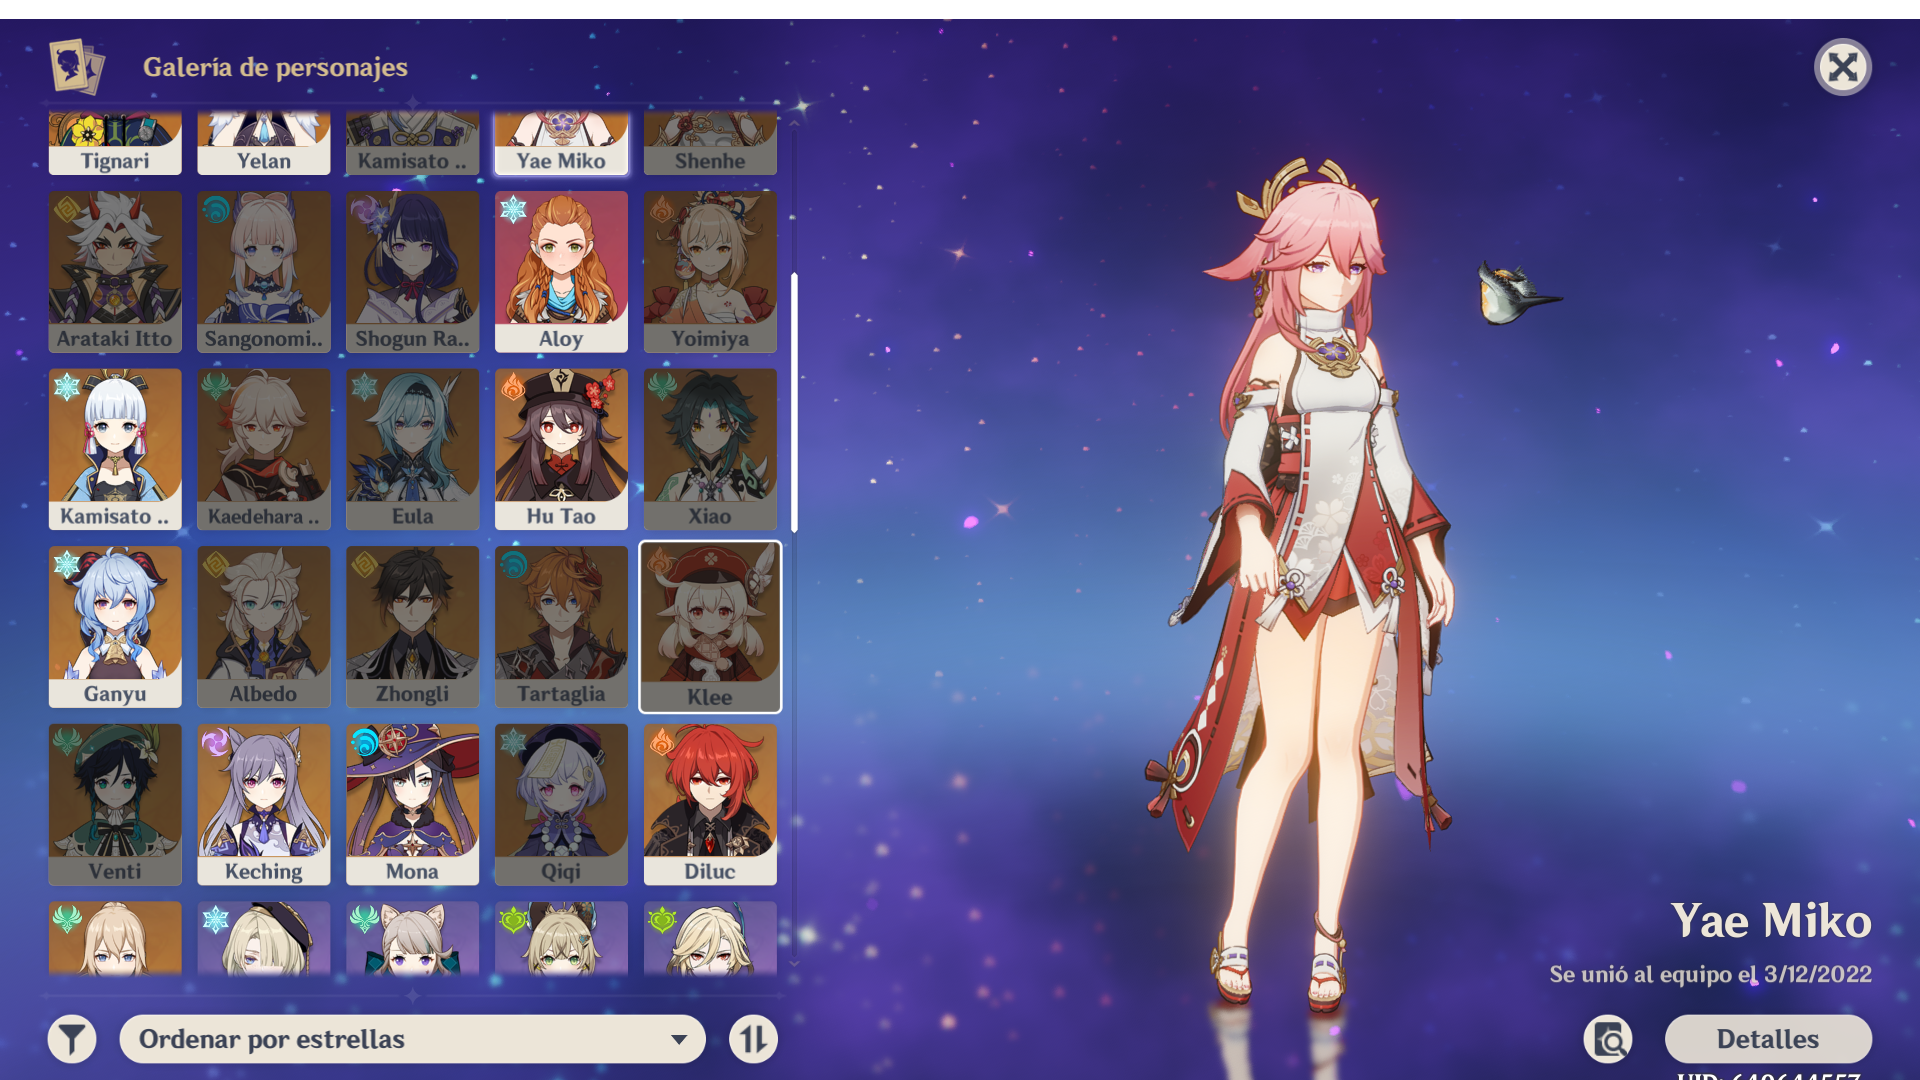 Galería de personajes
Tignari
Yelan
Kamisato ..
Yae Miko
Shenhe
Arataki Itto
Sangonomi..
Shogun Ra..
Aloy
Yoimiya
Kamisato ..
Kaedehara ..
Eula
Hu Tao
Xiao
Ganyu
Albedo
Zhongli
Tartaglia
Klee
Venti
Keching
Mona
Qiqi
Diluc
Yae Miko
Se unió al equipo el 3/12/2022
Ordenar por estrellas
Detalles